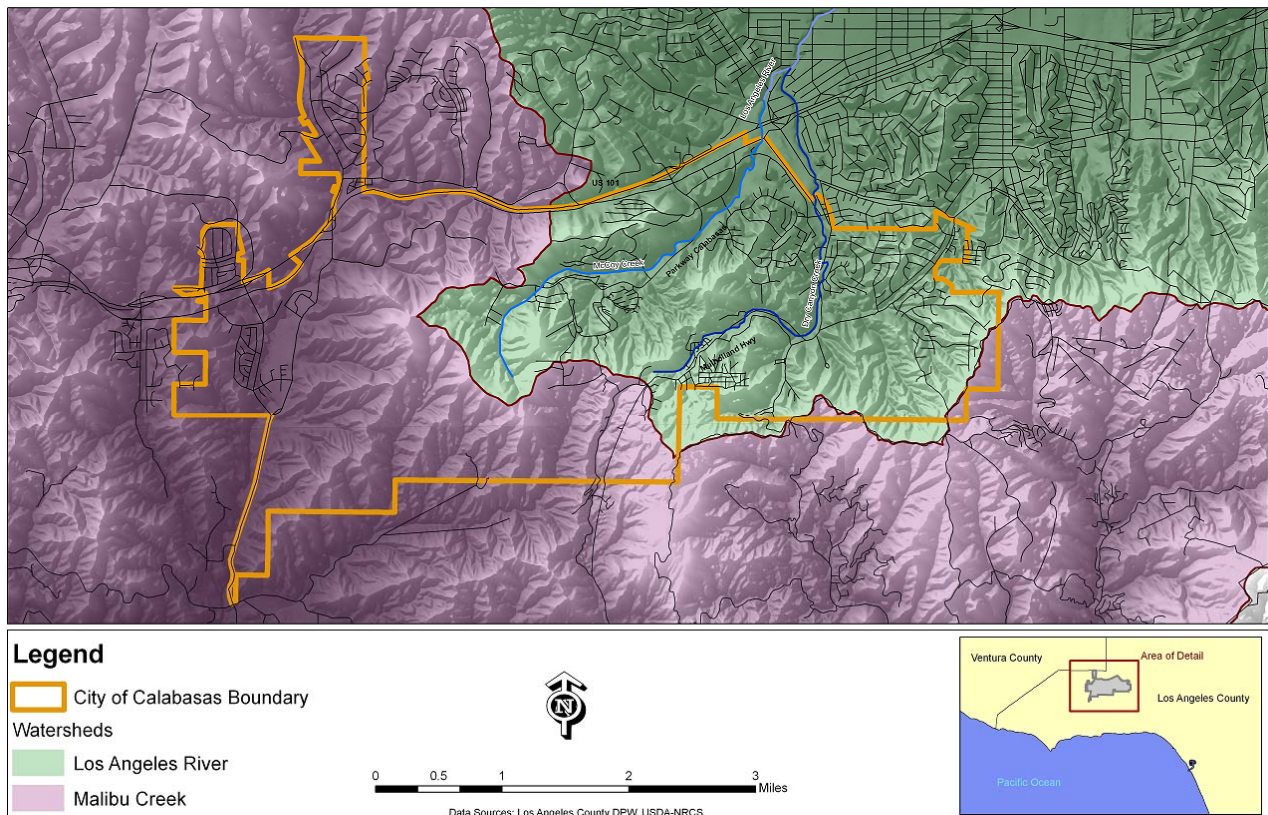 Los Angeles River
US 101
McCoy Creek
Parkway Calabasas
Dry Canyon Creek
Mulholland Hwy
Legend
City of Calabasas Boundary
Watersheds
Los Angeles River
Malibu Creek
N
0 0.5 1 2 3
Miles
Data Sources: Los Angeles County DPW, USDA-NRCS
Ventura County
Area of Detail
Los Angeles County
Pacific Ocean